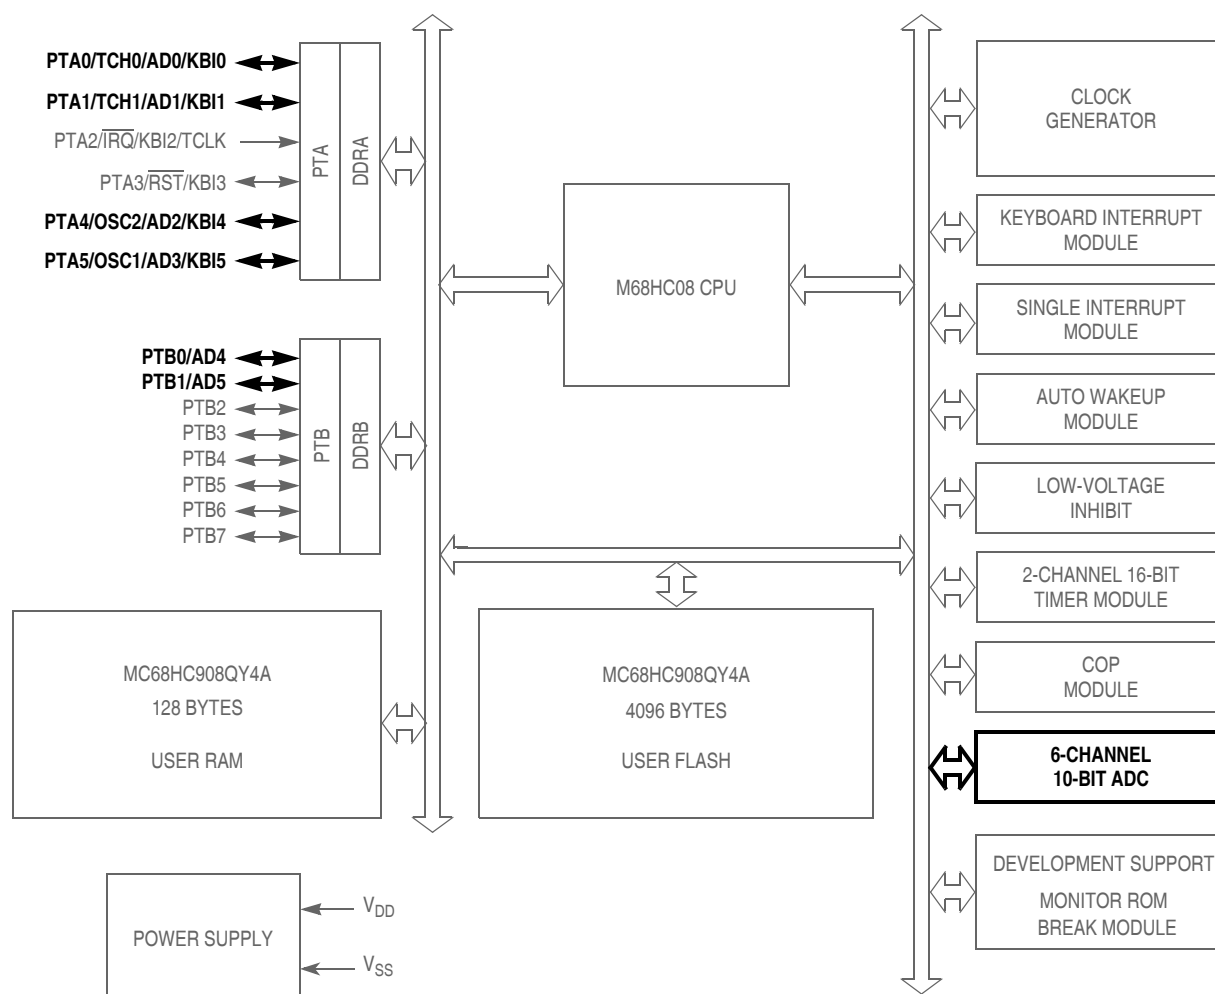 PTA0/TCH0/AD0/KBI0
PTA1/TCH1/AD1/KBI1
PTA2/IRQ/KBI2/TCLK
PTA3/RST/KBI3
PTA4/OSC2/AD2/KBI4
PTA5/OSC1/AD3/KBI5
PTA
DDRA
PTB0/AD4
PTB1/AD5
PTB2
PTB3
PTB4
PTB5
PTB6
PTB7
PTB
DDRB
M68HC08 CPU
MC68HC908QY4A
128 BYTES
USER RAM
MC68HC908QY4A
4096 BYTES
USER FLASH
POWER SUPPLY
VDD
VSS
CLOCK
GENERATOR
KEYBOARD INTERRUPT
MODULE
SINGLE INTERRUPT
MODULE
AUTO WAKEUP
MODULE
LOW-VOLTAGE
INHIBIT
2-CHANNEL 16-BIT
TIMER MODULE
COP
MODULE
6-CHANNEL
10-BIT ADC
DEVELOPMENT SUPPORT
MONITOR ROM
BREAK MODULE